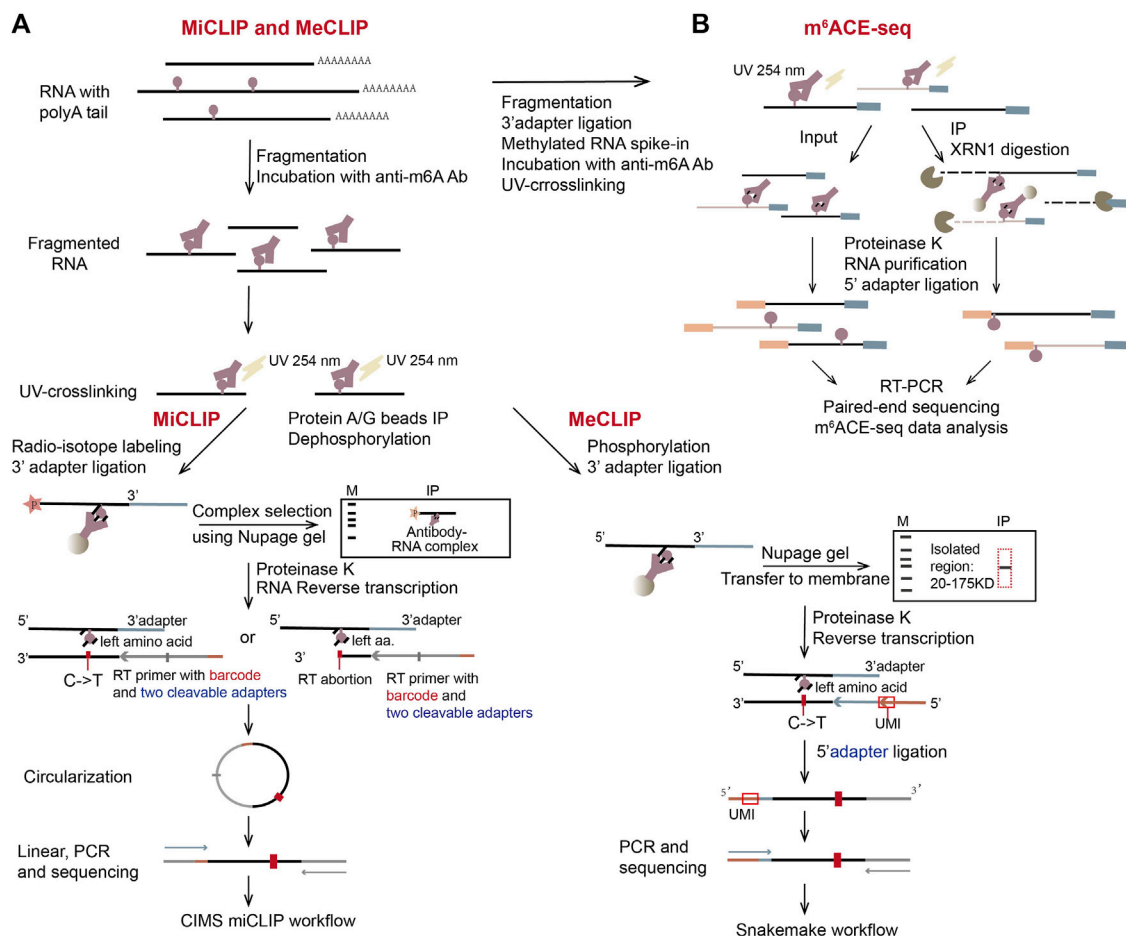 A
MiCLIP and MeCLIP
RNA with
polyA tail
AAAAAAAA
AAAAAAAA
AAAAAAAA
Fragmentation
Incubation with anti-m6A Ab
Fragmentation
3'adapter ligation
Methylated RNA spike-in
Incubation with anti-m6A Ab
UV-crrosslinking
Fragmented
RNA
UV-crosslinking
UV 254 nm
UV 254 nm
MiCLIP
Protein A/G beads IP
Dephosphorylation
MeCLIP
Radio-isotope labeling
3' adapter ligation
Phosphorylation
3' adapter ligation
P
3'
Complex selection
using Nupage gel
M
IP
P
Antibody-
RNA complex
Proteinase K
RNA Reverse transcription
5'
3'adapter
left amino acid
3'
C->T
RT primer with barcode
and two cleavable adapters
or
5'
3'adapter
left aa.
3'
RT abortion
RT primer with
barcode and
two cleavable adapters
Circularization
Linear, PCR
and sequencing
CIMS miCLIP workflow
5'
3'
Nupage gel
Transfer to membrane
M
IP
Isolated
region:
20-175KD
Proteinase K
Reverse transcription
5'
3'adapter
left amino acid
3'
5'
C->T
UMI
5'adapter ligation
5'
3'
UMI
PCR and
sequencing
Snakemake workflow
B
m⁶ACE-seq
UV 254 nm
Input
IP
XRN1 digestion
Proteinase K
RNA purification
5' adapter ligation
RT-PCR
Paired-end sequencing
m⁶ACE-seq data analysis